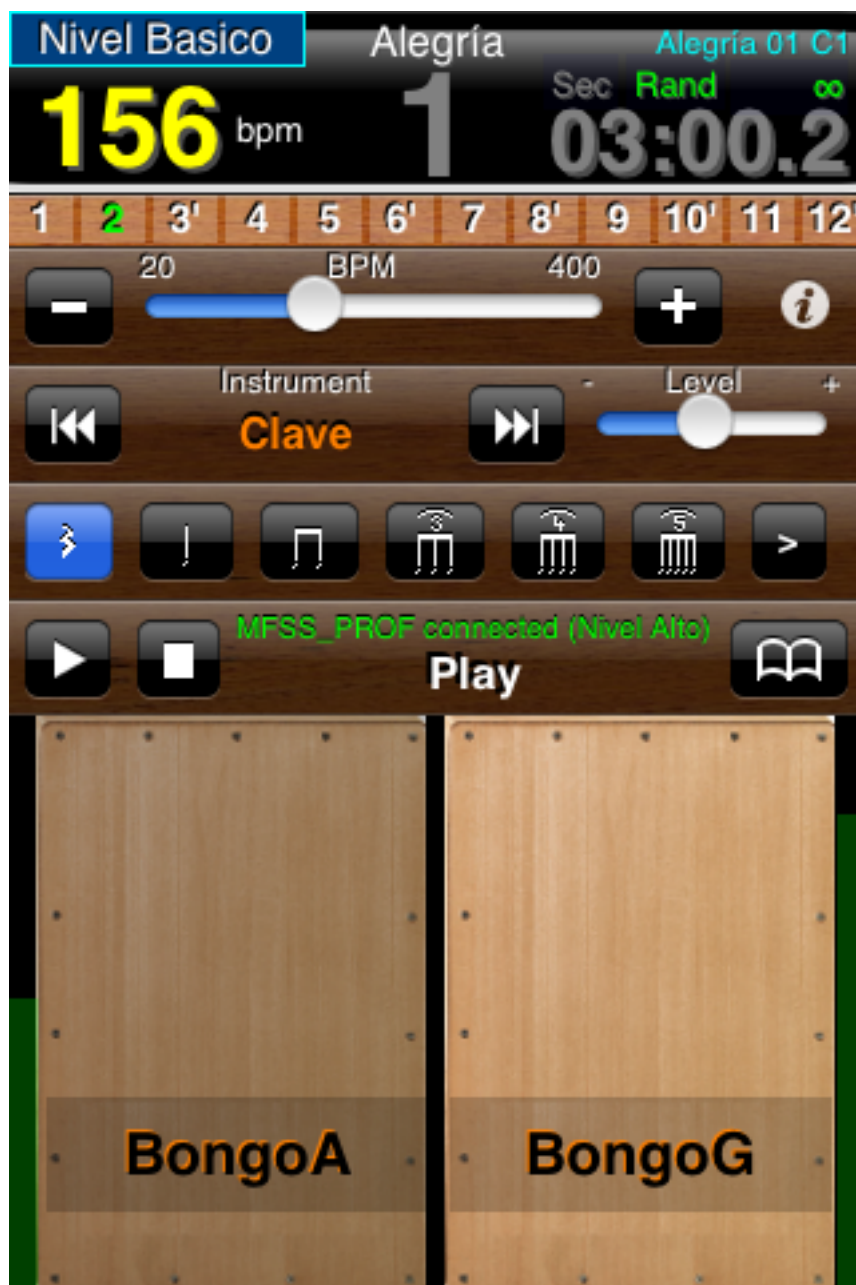 Nivel Basico Alegría Alegría 01 C1
Sec Rand ∞
156 bpm 1 03:00.2
1 2 3' 4 5 6' 7 8' 9 10' 11 12'
20 BPM 400
- + i
Instrument - Level +
Clave
3 4 5 >
MFSS_PROF connected (Nivel Alto)
Play
BongoA BongoG